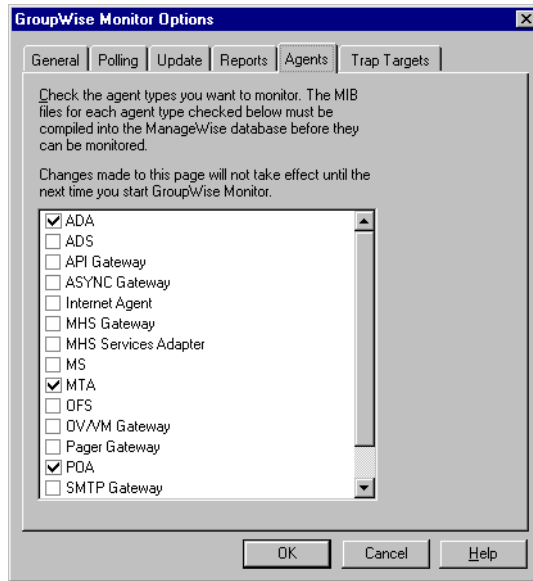 GroupWise Monitor Options
General Polling Update Reports Agents Trap Targets
Check the agent types you want to monitor. The MIB
files for each agent type checked below must be
compiled into the ManageWise database before they
can be monitored.
Changes made to this page will not take effect until the
next time you start GroupWise Monitor.
ADA
ADS
API Gateway
ASYNC Gateway
Internet Agent
MHS Gateway
MHS Services Adapter
MS
MTA
OFS
OV/VM Gateway
Pager Gateway
POA
SMTP Gateway
OK Cancel Help